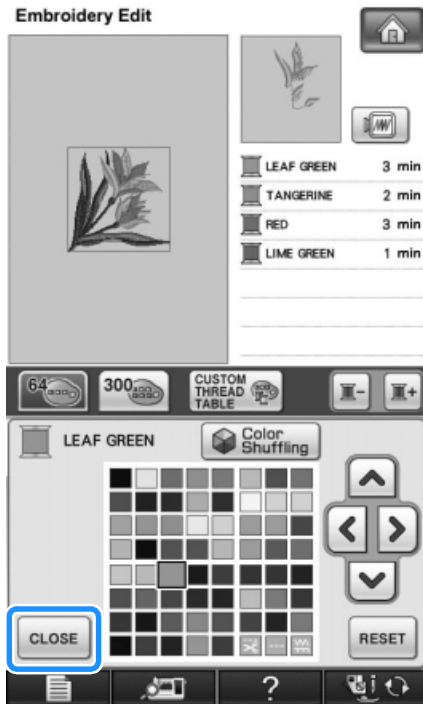 Embroidery Edit
LEAF GREEN 3 min
TANGERINE 2 min
RED 3 min
LIME GREEN 1 min
64 300 CUSTOM THREAD TABLE - +
LEAF GREEN
Color
Shuffling
CLOSE
RESET
?